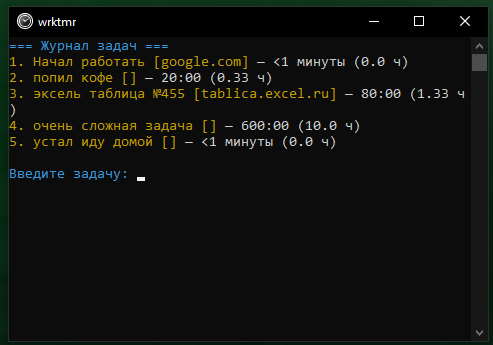 wrktmr
=== Журнал задач ===
1. Начал работать [google.com] — <1 минуты (0.0 ч)
2. попил кофе [] — 20:00 (0.33 ч)
3. эксель таблица №455 [tablica.excel.ru] — 80:00 (1.33 ч
)
4. очень сложная задача [] — 600:00 (10.0 ч)
5. устал иду домой [] — <1 минуты (0.0 ч)
Введите задачу: